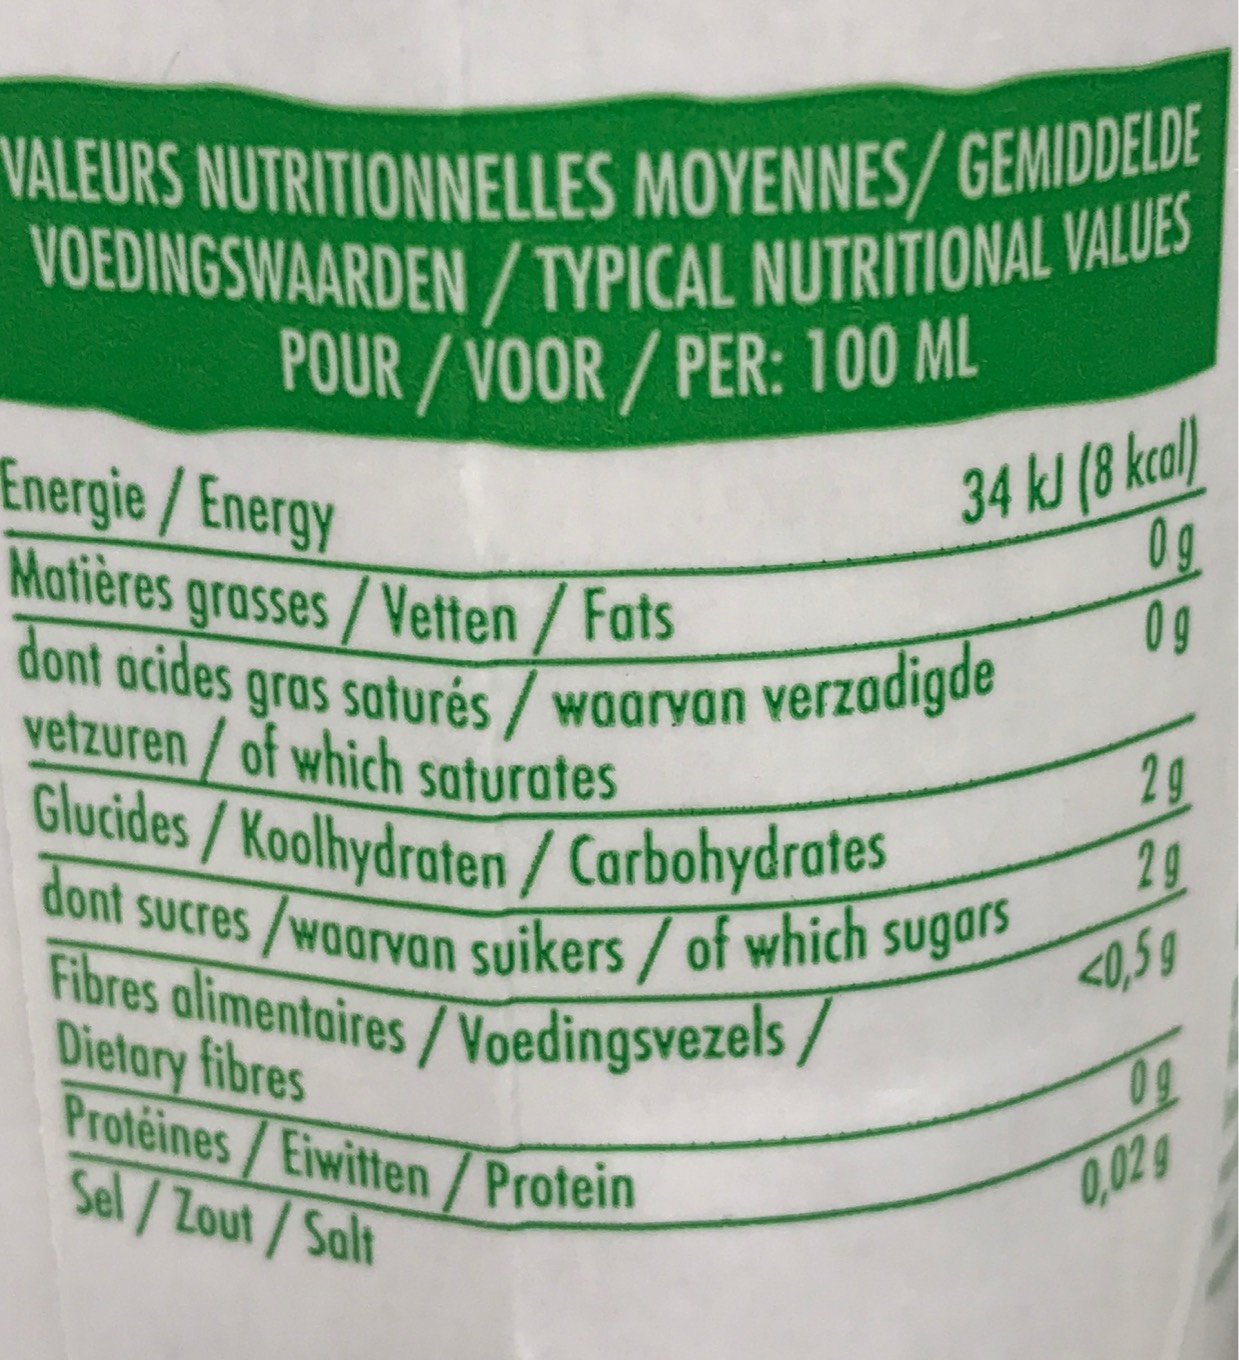 VALEURS NUTRITIONNELLES MOYENNES / GEMIDDELDE
VOEDINGSWAARDEN / TYPICAL NUTRITIONAL VALUES
POUR / VOOR / PER: 100 ML
Energie / Energy 34 kJ (8 kcal)
Matières grasses / Vetten / Fats 0 g
dont acides gras saturés / waarvan verzadigde 0 g
vetzuren / of which saturates
Glucides / Koolhydraten / Carbohydrates 2 g
dont sucres / waarvan suikers / of which sugars 2 g
Fibres alimentaires / Voedingsvezels / <0,5 g
Dietary fibres
Protéines / Eiwitten / Protein 0 g
Sel / Zout / Salt 0,02 g